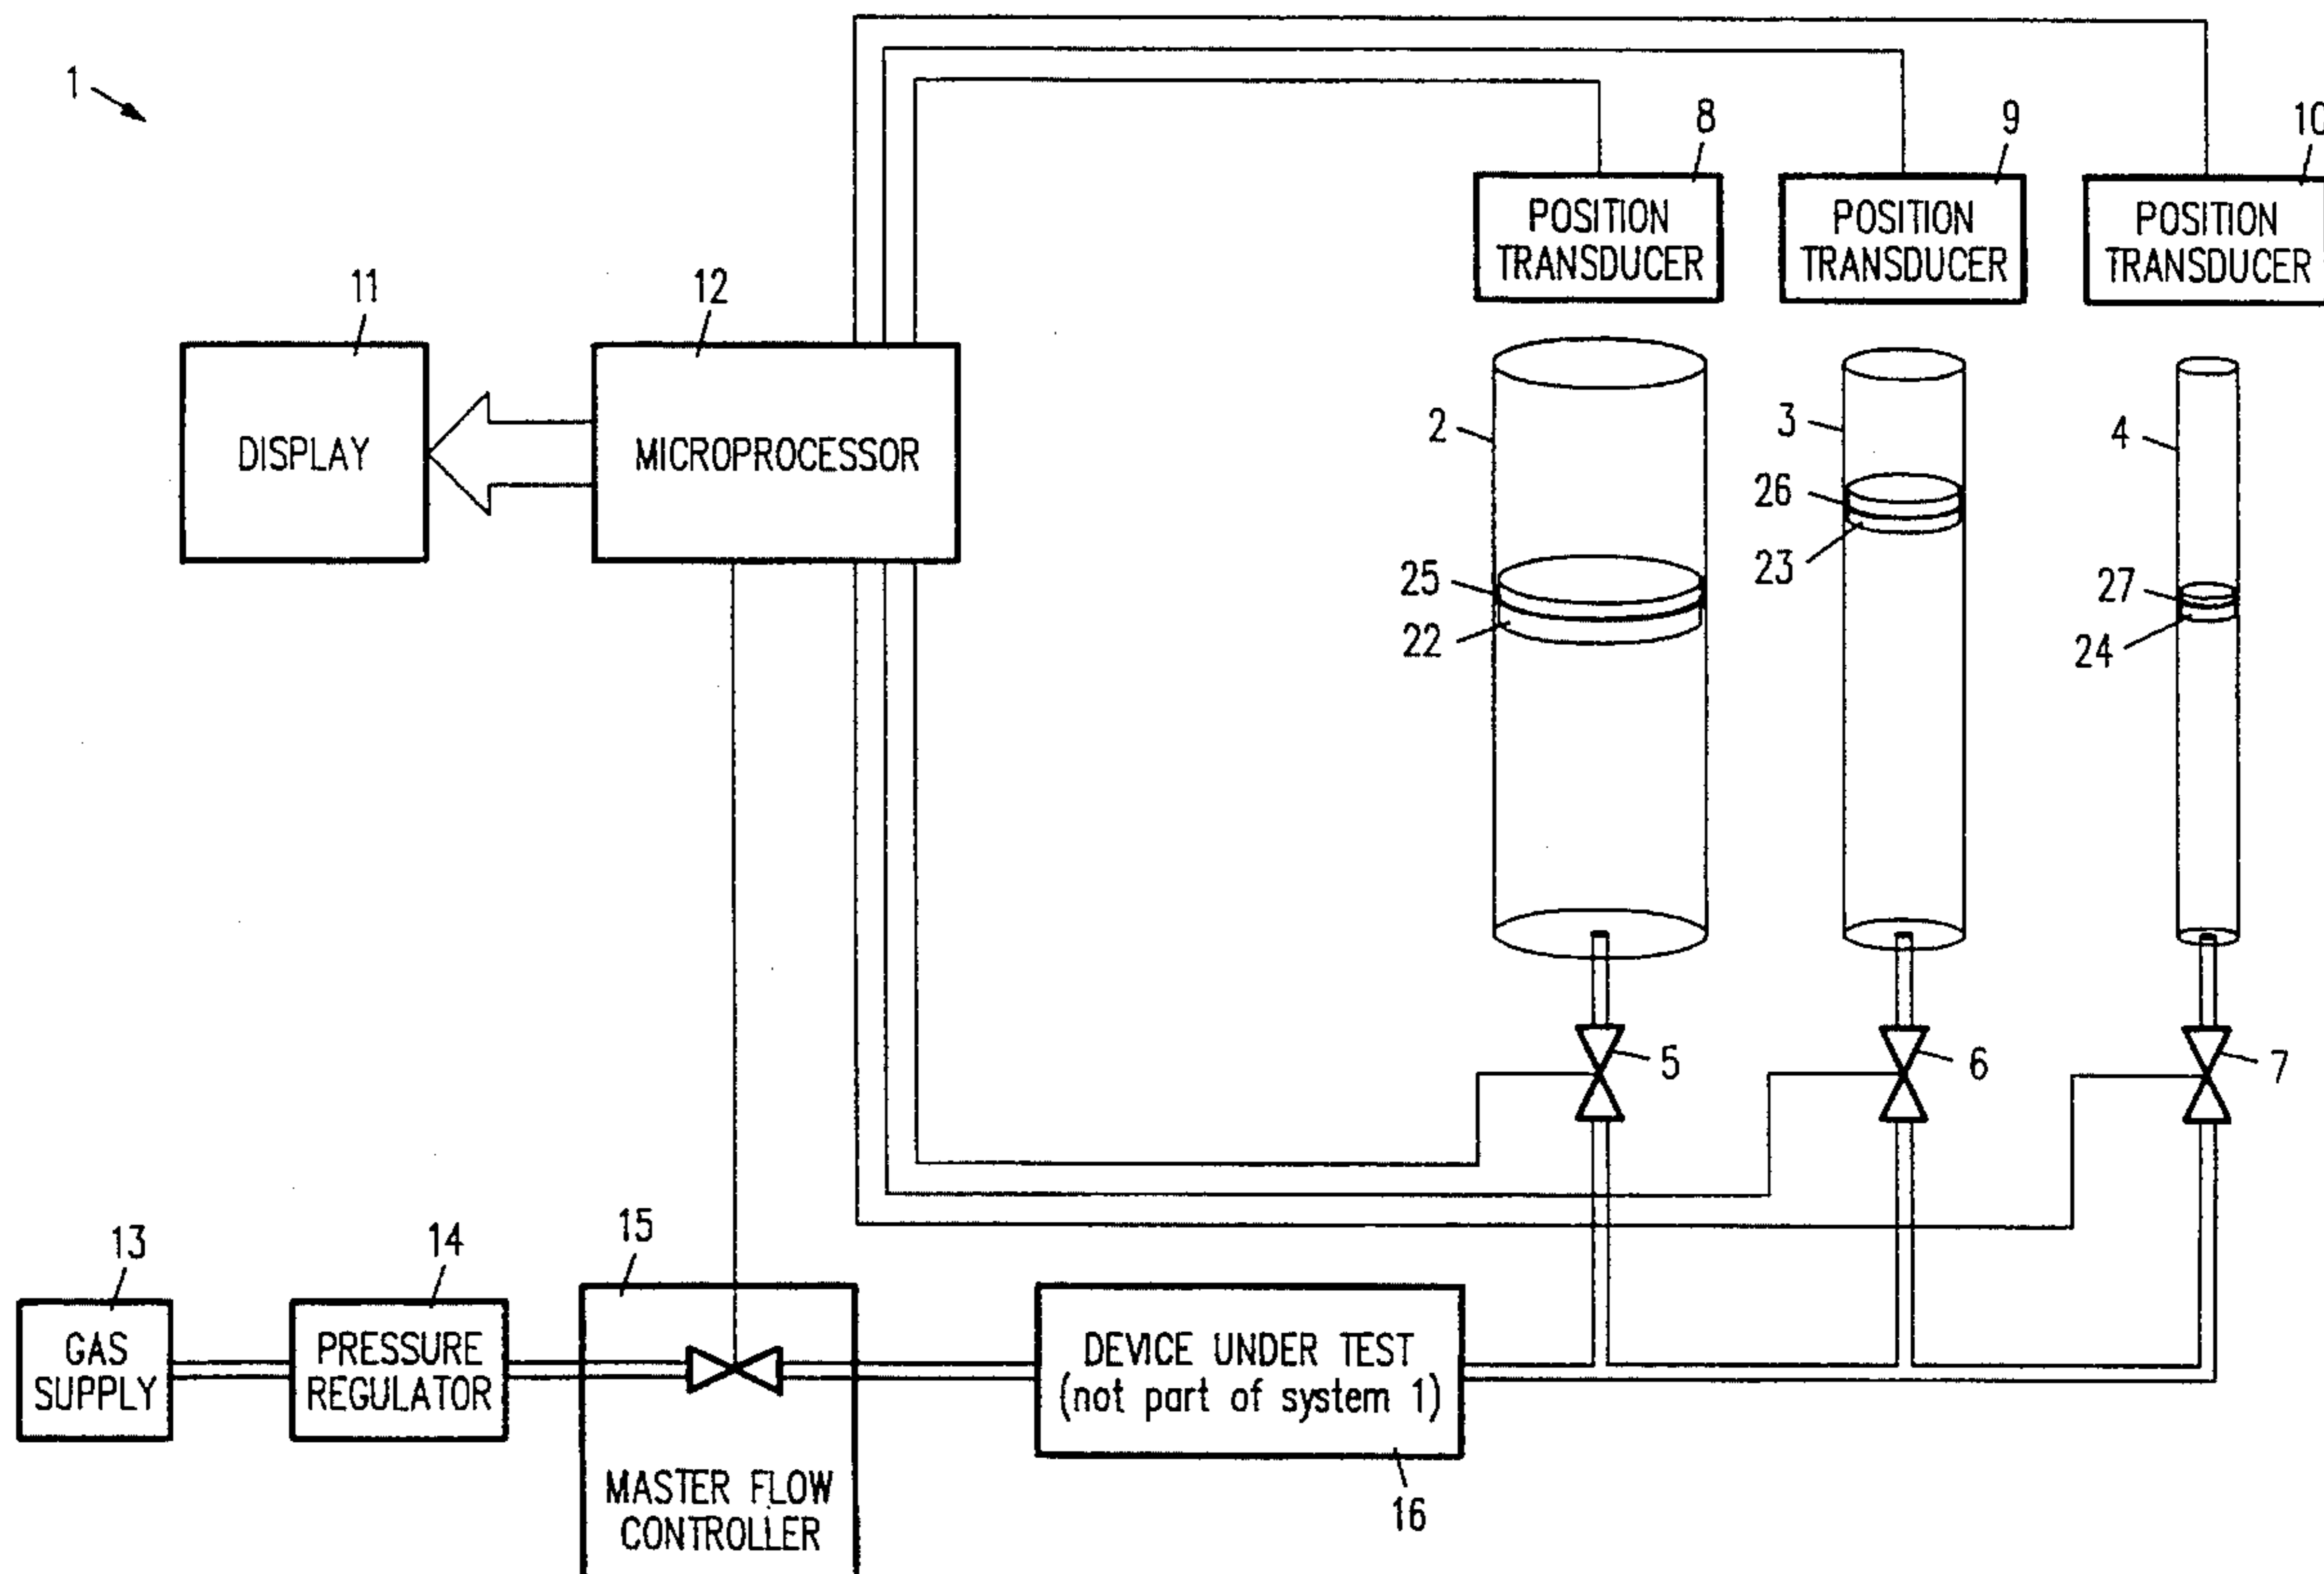 1
8
9
10
POSITION
TRANSDUCER
POSITION
TRANSDUCER
POSITION
TRANSDUCER
11
12
DISPLAY
MICROPROCESSOR
2
3
4
26
23
25
22
27
24
5
6
7
13
14
15
GAS
SUPPLY
PRESSURE
REGULATOR
MASTER FLOW
CONTROLLER
DEVICE UNDER TEST
(not part of system 1)
16